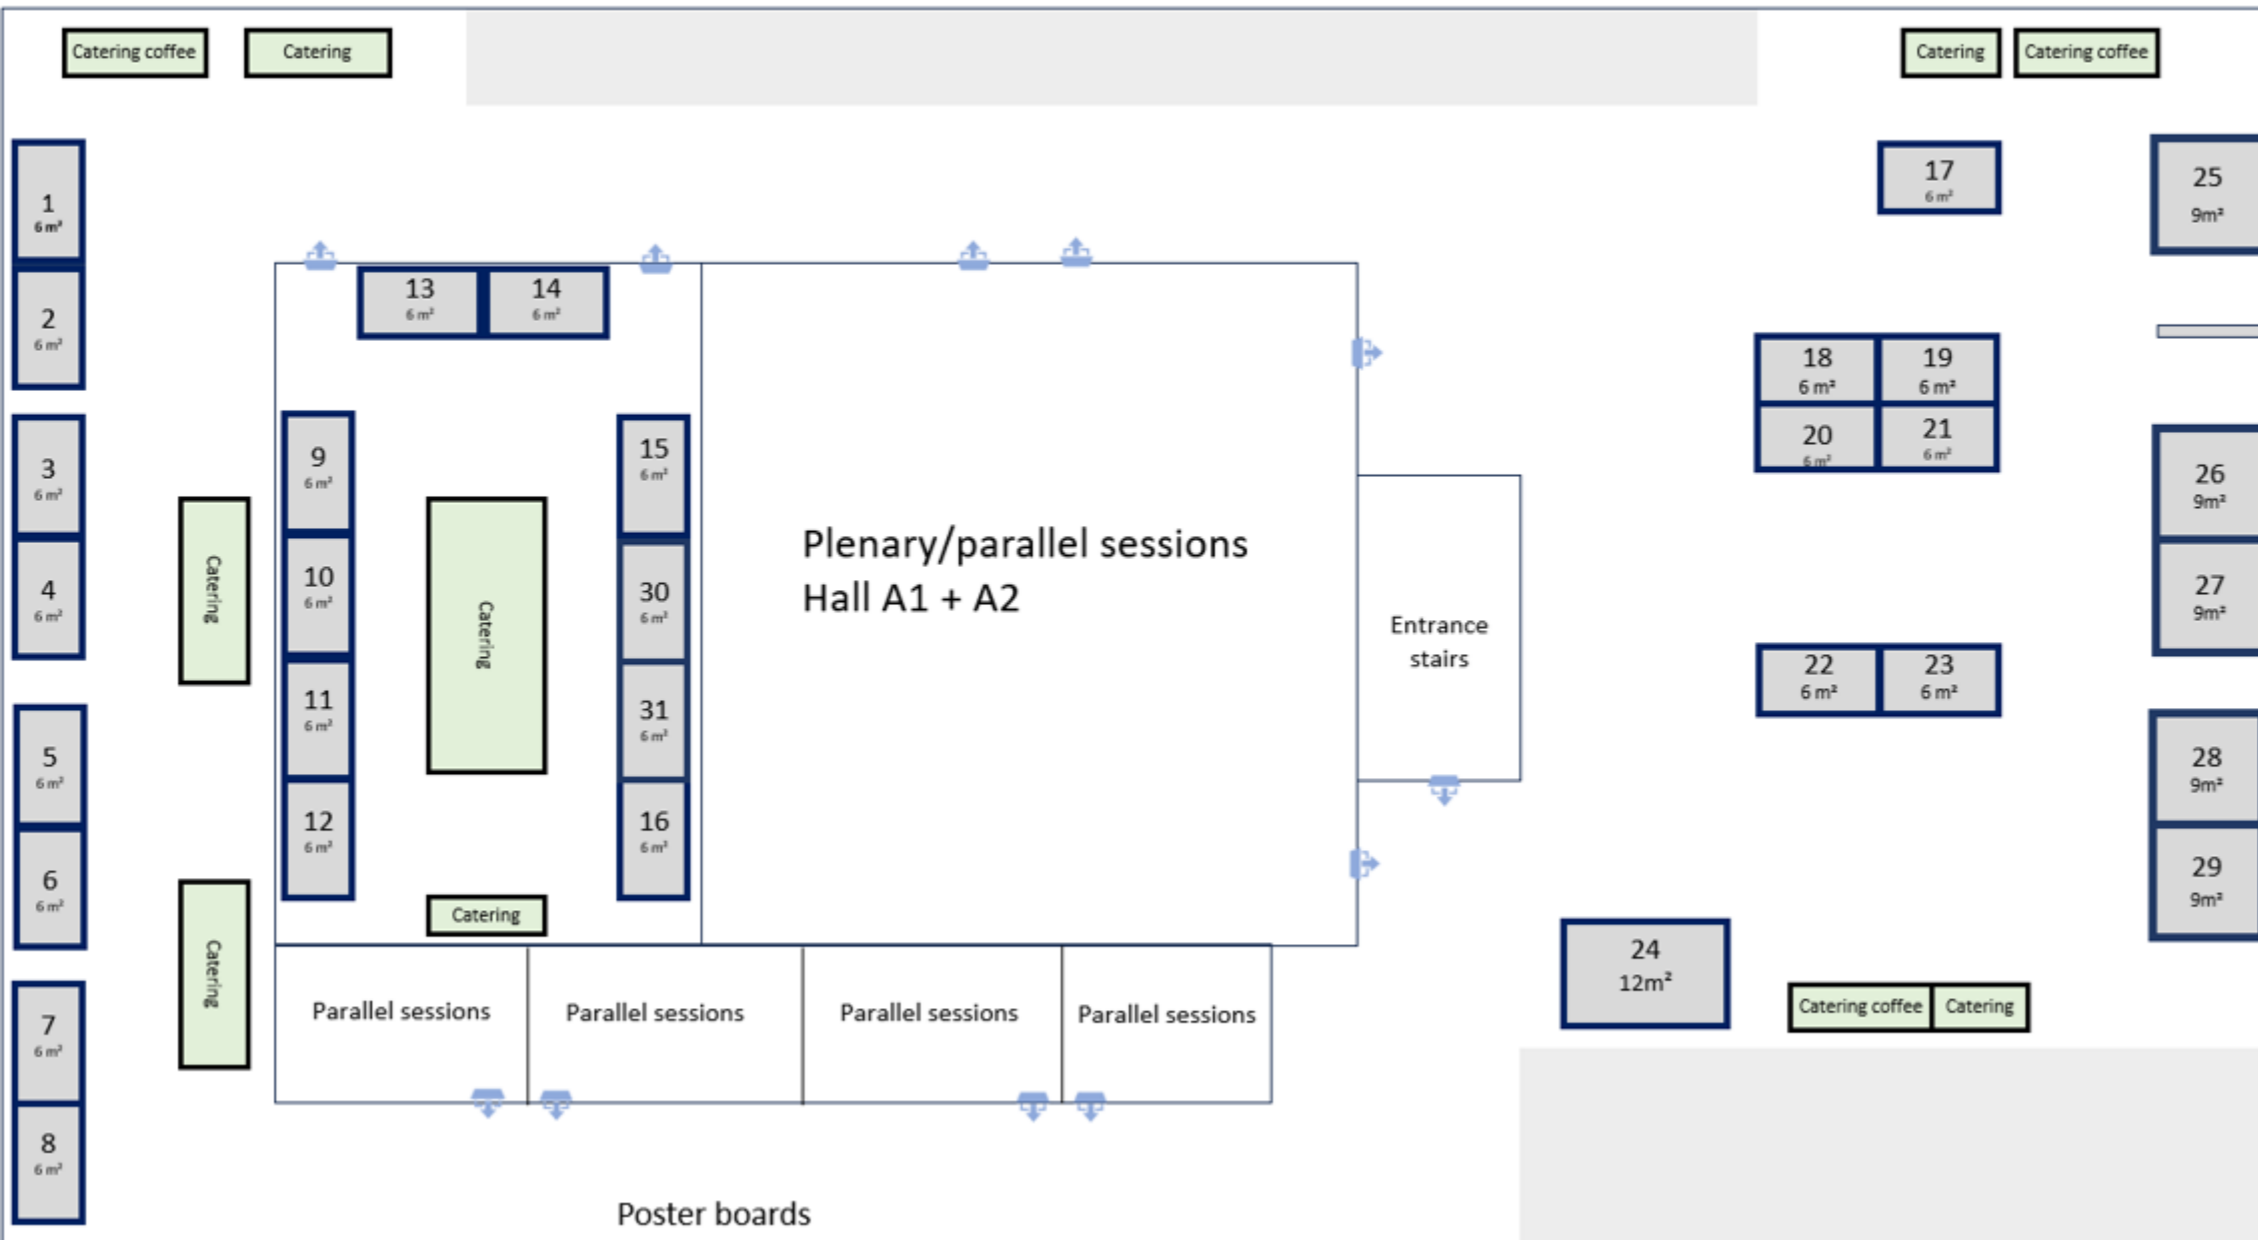 Catering coffee
Catering
Catering
Catering coffee
1
6 m²
2
6 m²
3
6 m²
4
6 m²
5
6 m²
6
6 m²
7
6 m²
8
6 m²
Catering
Catering
13
6 m²
14
6 m²
9
6 m²
10
6 m²
11
6 m²
12
6 m²
Catering
Catering
15
6 m²
30
6 m²
31
6 m²
16
6 m²
Plenary/parallel sessions
Hall A1 + A2
Entrance
stairs
Parallel sessions
Parallel sessions
Parallel sessions
Parallel sessions
Poster boards
17
6 m²
18
6 m²
19
6 m²
20
6 m²
21
6 m²
22
6 m²
23
6 m²
24
12m²
Catering coffee
Catering
25
9m²
26
9m²
27
9m²
28
9m²
29
9m²